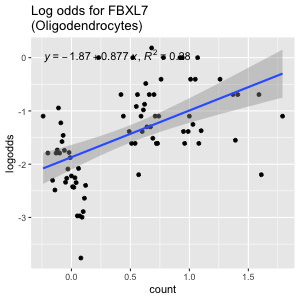 Log odds for FBXL7
(Oligodendrocytes)
y = −1.87 + 0.877 x, R² = 0.28
0
-1
-2
-3
logodds
0.0 0.5 1.0 1.5
count